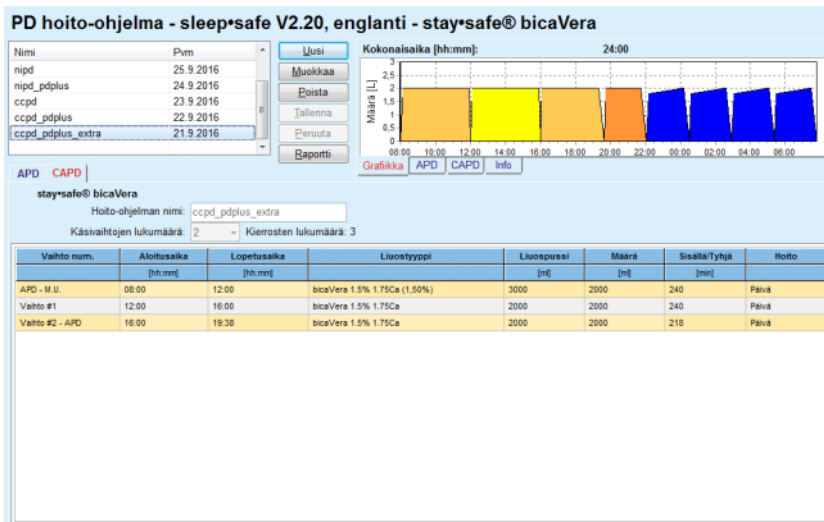 PD hoito-ohjelma - sleep•safe V2.20, englanti - stay•safe® bicaVera
Nimi Pvm
nipd 25.9.2016
nipd_pdplus 24.9.2016
ccpd 23.9.2016
ccpd_pdplus 22.9.2016
ccpd_pdplus_extra 21.9.2016
Uusi
Muokkaa
Poista
Tallenna
Peruuta
Raportti
Kokonaisaika [hh:mm]: 24:00
Määrä [L]
3
2,5
2
1,5
1
0,5
0
08:00 10:00 12:00 14:00 16:00 18:00 20:00 22:00 00:00 02:00 04:00 06:00
Grafiikka APD CAPD Info
APD CAPD
stay•safe® bicaVera
Hoito-ohjelman nimi: ccpd_pdplus_extra
Käsivaihtojen lukumäärä: 2 Kierrosten lukumäärä: 3
Vaihto num. Aloitusaika Lopetusaika Liuostyyppi Liuospussi Määrä Sisällä/Tyhjä Hoito
[hh:mm] [hh:mm] [ml] [ml] [min]
APD - M.U. 08:00 12:00 bicaVera 1.5% 1.75Ca (1,50%) 3000 2000 240 Päivä
Vaihto #1 12:00 16:00 bicaVera 1.5% 1.75Ca 2000 2000 240 Päivä
Vaihto #2 - APD 16:00 19:38 bicaVera 1.5% 1.75Ca 2000 2000 218 Päivä